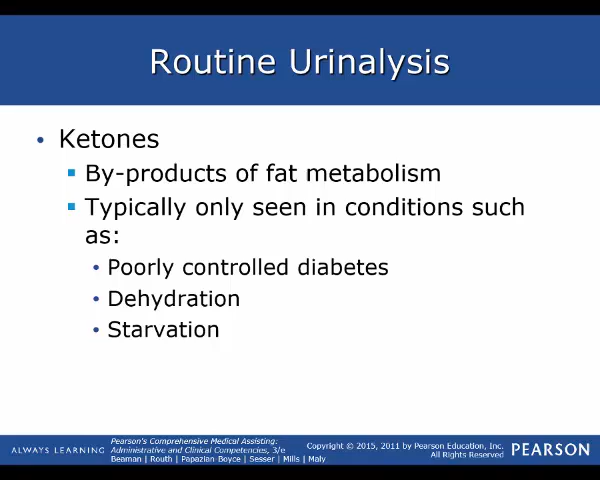 Routine Urinalysis
• Ketones
▪ By-products of fat metabolism
▪ Typically only seen in conditions such
as:
• Poorly controlled diabetes
• Dehydration
• Starvation
ALWAYS LEARNING
Pearson's Comprehensive Medical Assisting:
Administrative and Clinical Competencies, 3/e
Beaman | Routh | Papazian Boyce | Sesser | Mills | Maly
Copyright © 2015, 2011 by Pearson Education, Inc.
All Rights Reserved
PEARSON